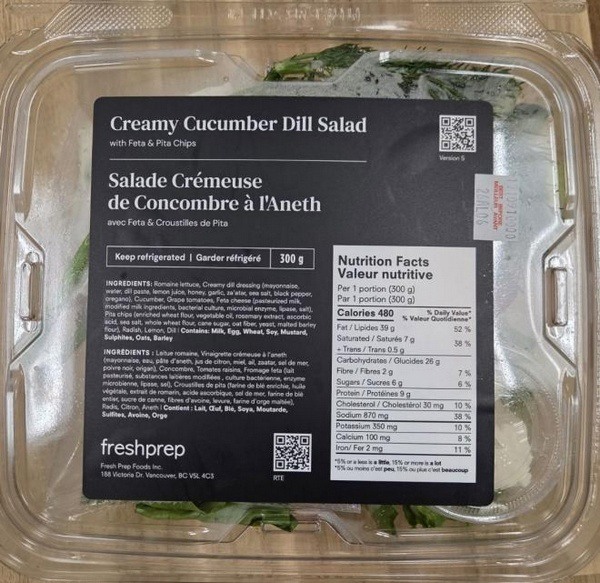 Creamy Cucumber Dill Salad
with Feta & Pita Chips
Version 5
Salade Crémeuse
de Concombre à l'Aneth
avec Feta & Croustilles de Pita
BEST BEFORE
MEILLEUR AVANT
Keep refrigerated | Garder réfrigéré 300 g
INGREDIENTS: Romaine lettuce, Creamy dill dressing (mayonnaise,
water, dill paste, lemon juice, honey, garlic, za'atar, sea salt, black pepper,
oregano), Cucumber, Grape tomatoes, Feta cheese (pasteurized milk,
modified milk ingredients, bacterial culture, microbial enzyme, lipase, salt),
Pita chips (enriched wheat flour, vegetable oil, rosemary extract, ascorbic
acid, sea salt, whole wheat flour, cane sugar, oat fiber, yeast, malted barley
flour), Radish, Lemon, Dill | Contains: Milk, Egg, Wheat, Soy, Mustard,
Sulphites, Oats, Barley
INGRÉDIENTS : Laitue romaine, Vinaigrette crémeuse à l'aneth
(mayonnaise, eau, pâte d'aneth, jus de citron, miel, ail, zaatar, sel de mer,
poivre noir, origan), Concombre, Tomates raisins, Fromage feta (lait
pasteurisé, substances laitières modifiées, culture bactérienne, enzyme
microbienne, lipase, sel), Croustilles de pita (farine de blé enrichie, huile
végétale, extrait de romarin, acide ascorbique, sol de mer, farine de blé
entier, sucre de canne, fibres d'avoine, levure, farine d'orge maltée),
Radis, Citron, Aneth | Contient : Lait, Œuf, Blé, Soya, Moutarde,
Sulfites, Avoine, Orge
freshprep
Fresh Prep Foods Inc.
188 Victoria Dr. Vancouver, BC V5L 4C3
RTE
Nutrition Facts
Valeur nutritive
Per 1 portion (300 g)
Par 1 portion (300 g)
Calories 480 % Daily Value*
% Valeur Quotidienne*
Fat / Lipides 39 g 52 %
Saturated / Saturés 7 g
+ Trans / Trans 0.5 g 38 %
Carbohydrates / Glucides 26 g
Fibre / Fibres 2 g 7 %
Sugars / Sucres 6 g 6 %
Protein / Protéines 9 g
Cholesterol / Cholestérol 30 mg 10 %
Sodium 870 mg 38 %
Potassium 350 mg 10 %
Calcium 100 mg 8 %
Iron/ Fer 2 mg 11 %
*5% or a less is a little, 15% or more is a lot
*5% ou moins c'est peu, 15% ou plus c'est beaucoup